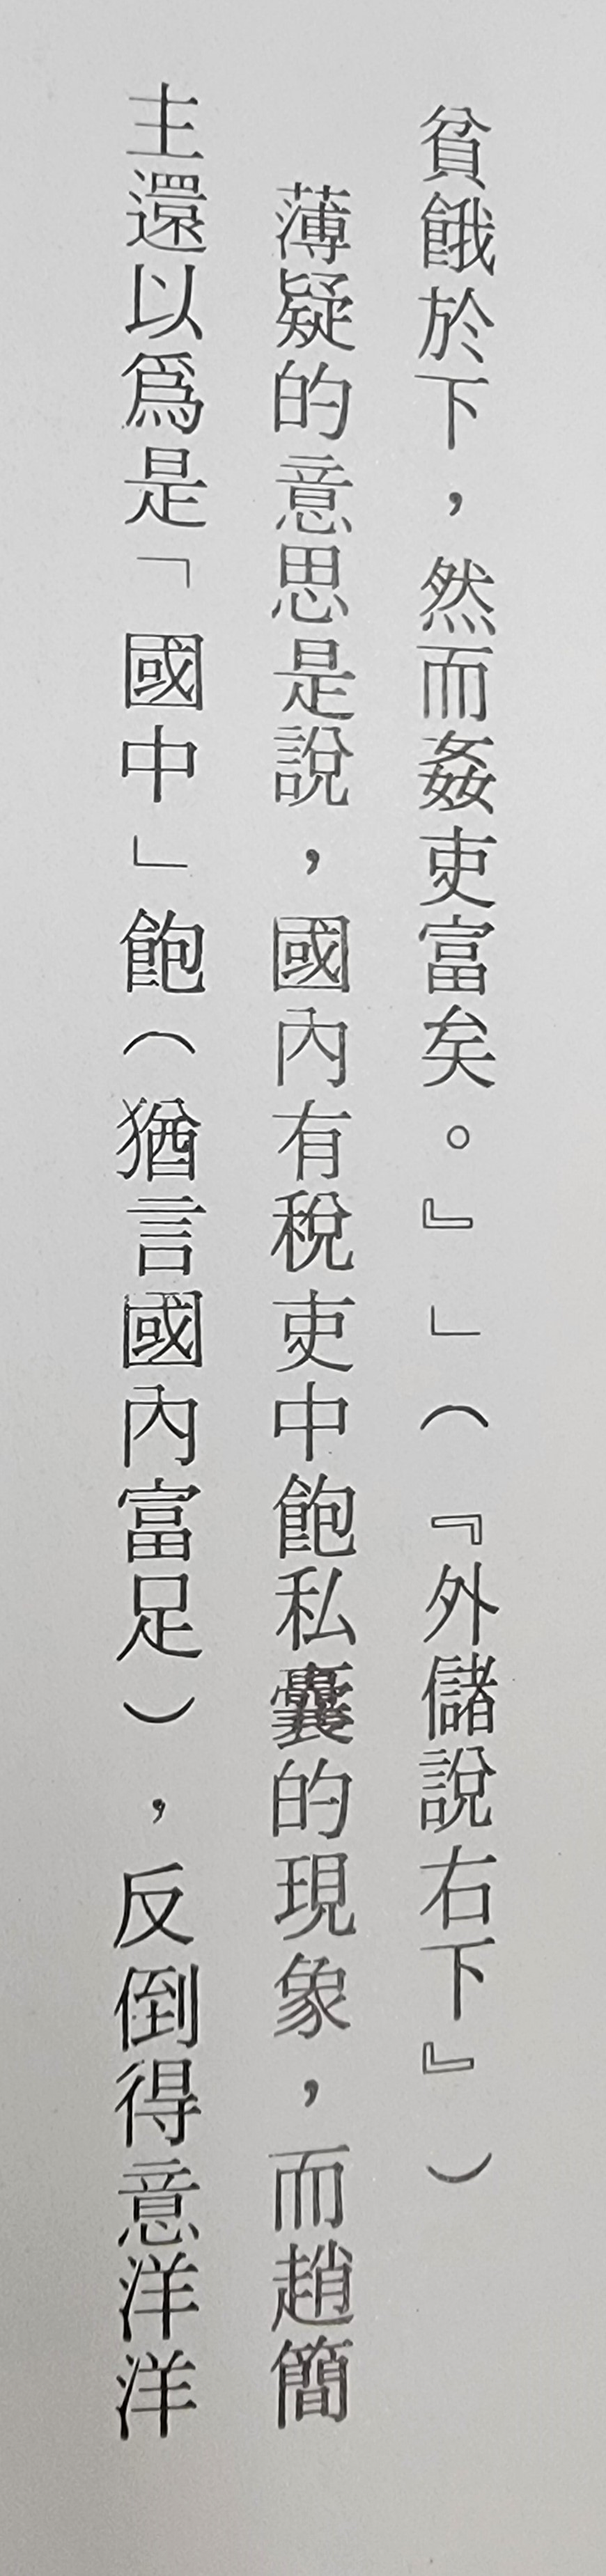 貧餓於下，然而姦吏富矣。』」（『外儲說右下』）
薄疑的意思是說，國內有稅吏中飽私囊的現象，而趙簡
主還以爲是「國中」飽（猶言國內富足），反倒得意洋洋